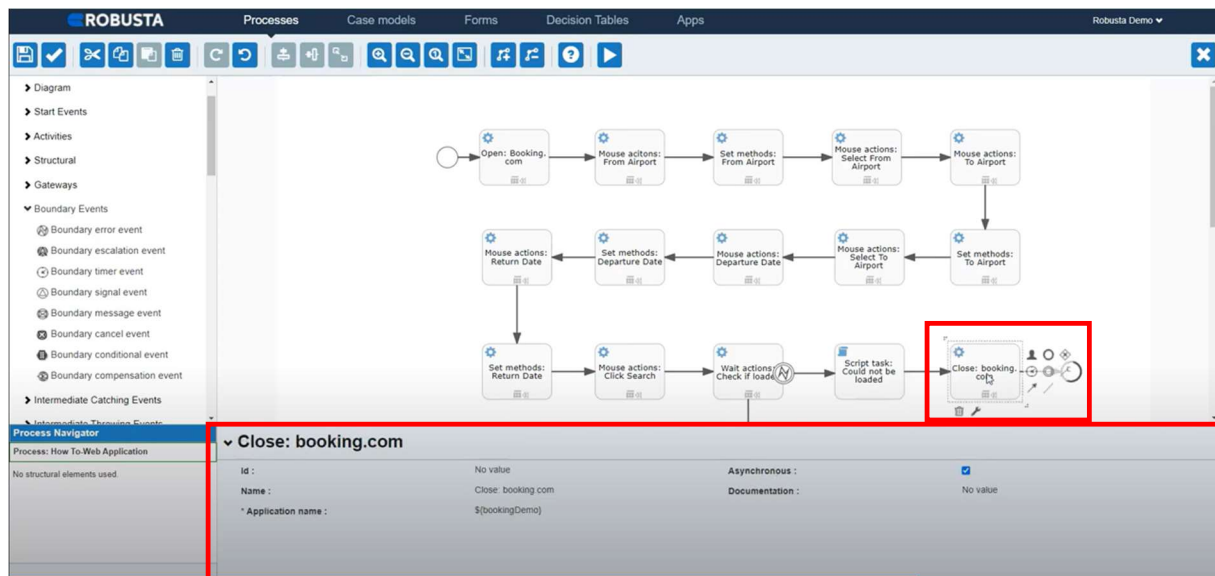 ROBUSTA
Processes
Case models
Forms
Decision Tables
Apps
Robusta Demo
Diagram
Start Events
Activities
Structural
Gateways
Boundary Events
Boundary error event
Boundary escalation event
Boundary timer event
Boundary signal event
Boundary message event
Boundary cancel event
Boundary conditional event
Boundary compensation event
Intermediate Catching Events
Intermediate Throwing Events
Open: Booking.
com
Mouse acitons:
From Airport
Set methods:
From Airport
Mouse actions:
Select From
Airport
Mouse actions:
To Airport
Mouse actions:
Return Date
Set methods:
Departure Date
Mouse actions:
Departure Date
Mouse actions:
Select To
Airport
Set methods:
To Airport
Set methods:
Return Date
Mouse actions:
Click Search
Wait actions:
Check if loaded
Script task:
Could not be
loaded
Close: booking.
com
Process Navigator
Process: How To-Web Application
No structural elements used.
Close: booking.com
Id :
No value
Asynchronous :
Name :
Close: booking.com
Documentation :
No value
* Application name :
${bookingDemo}